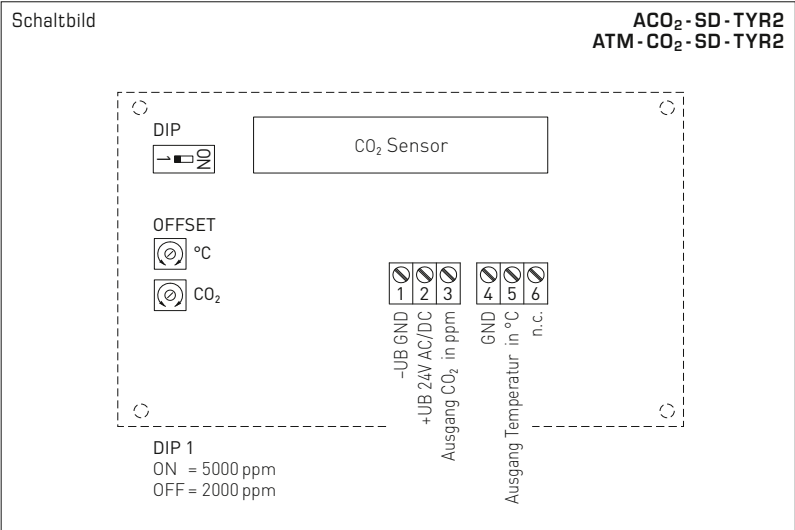 Schaltbild
ACO₂-SD-TYR2
ATM-CO₂-SD-TYR2
DIP
1
ON
CO₂ Sensor
OFFSET
°C
CO₂
1 2 3 4 5 6
-UB GND
+UB 24V AC/DC
Ausgang CO₂ in ppm
GND
Ausgang Temperatur in °C
n.c.
DIP 1
ON = 5000 ppm
OFF = 2000 ppm